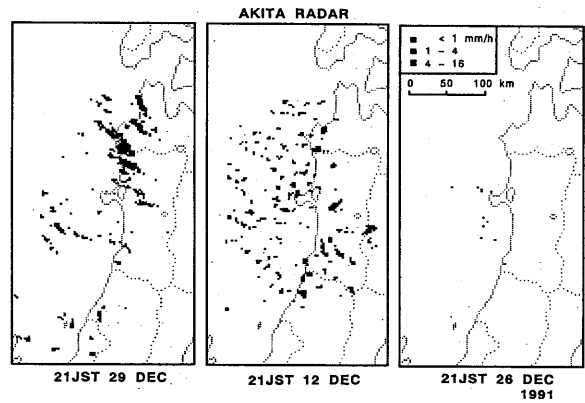 AKITA RADAR
< 1 mm/h
1 - 4
4 - 16
0 50 100 km
21JST 29 DEC
21JST 12 DEC
21JST 26 DEC
1991